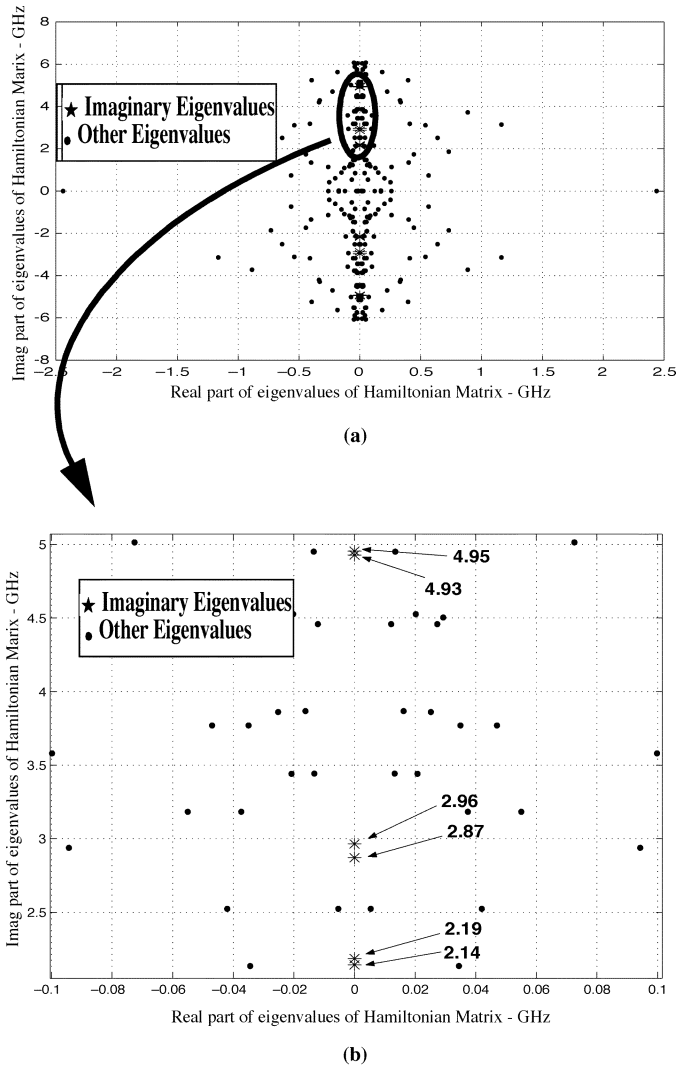 8
6
4
2
0
−2
−4
−6
−8
Imag part of eigenvalues of Hamiltonian Marix - GHz
Imaginary Eigenvalues
Other Eigenvalues
−2.5 −2 −1.5 −1 −0.5 0 0.5 1 1.5 2 2.5
Real part of eigenvalues of Hamiltonian Matrix - GHz
(a)
5
4.5
4
3.5
3
2.5
Imag part of eigenvalues of Hamiltonian Marix - GHz
Imaginary Eigenvalues
Other Eigenvalues
4.95
4.93
2.96
2.87
2.19
2.14
−0.1 −0.08 −0.06 −0.04 −0.02 0 0.02 0.04 0.06 0.08 0.1
Real part of eigenvalues of Hamiltonian Matrix - GHz
(b)